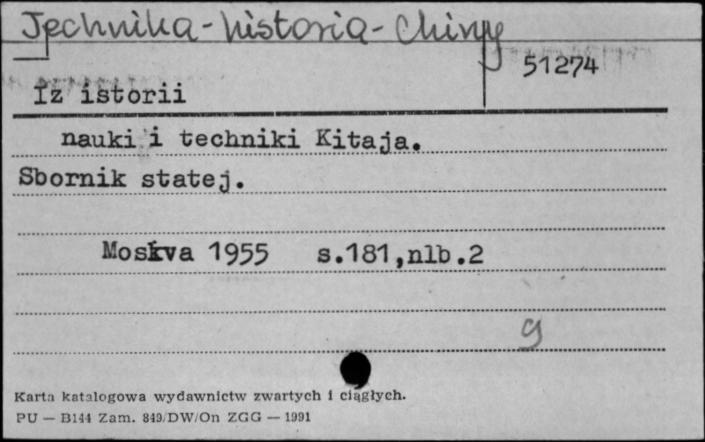 Technika - historia - Chiny
51274
Iz istorii
nauki i techniki Kitaja.
Sbornik statej.
Moskva 1955 s.181,nlb.2
g
Karta katalogowa wydawnictw zwartych i ciągłych.
PU — B144 Zam. 849/DW/On ZGG — 1991